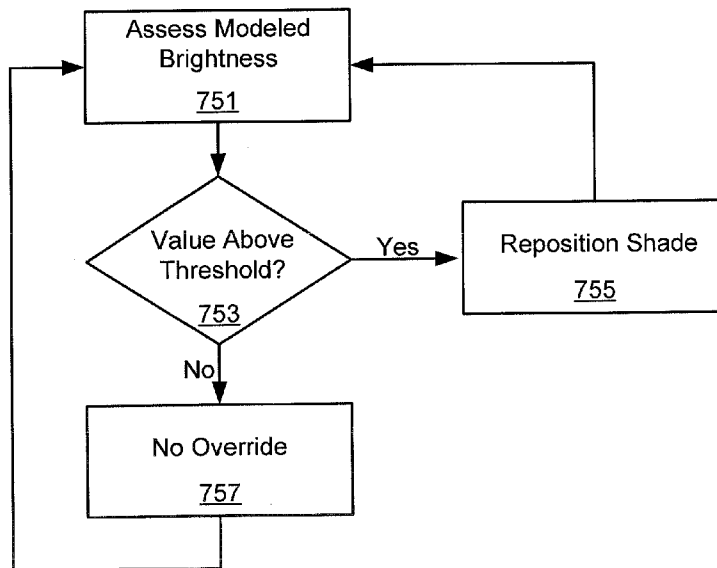 Assess Modeled
Brightness
751
Value Above
Threshold?
753
Yes
Reposition Shade
755
No
No Override
757